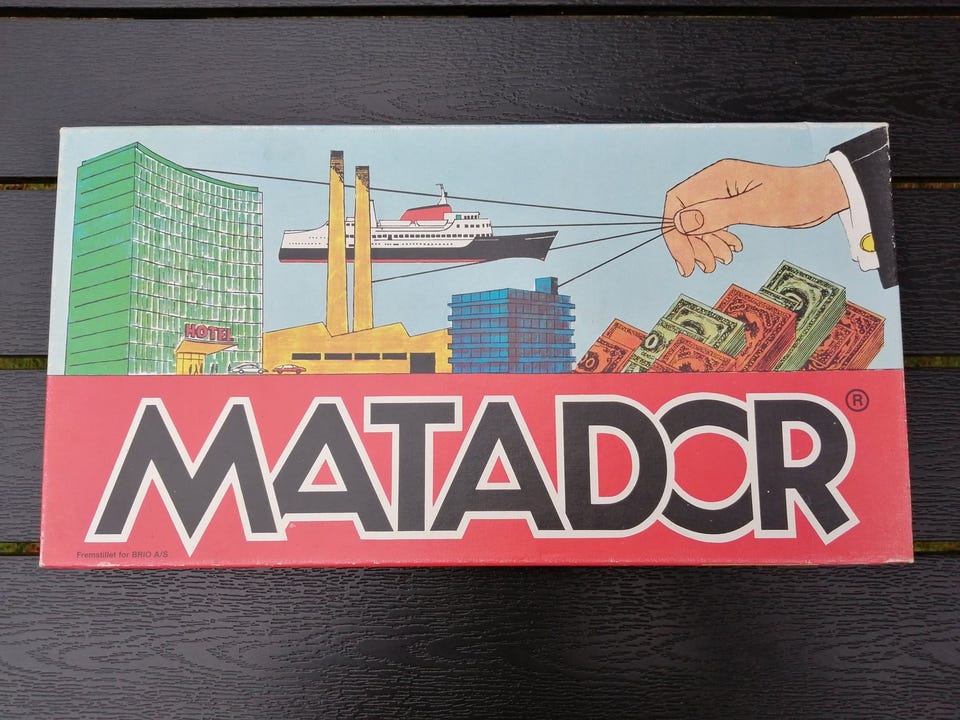 HOTEL
MATADOR®
Fremstillet for BRIO A/S